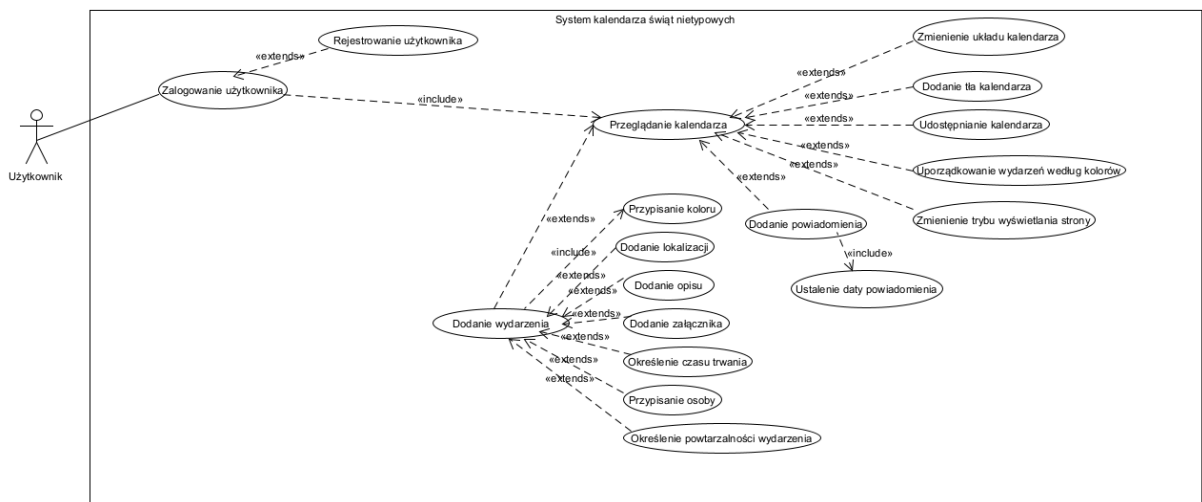 System kalendarza świąt nietypowych
Rejestrowanie użytkownika
«extends»
Zalogowanie użytkownika
«include»
Użytkownik
Przeglądanie kalendarza
Zmienienie układu kalendarza
«extends»
Dodanie tła kalendarza
«extends»
«extends»
Udostępnianie kalendarza
«extends»
Uporządkowanie wydarzeń według kolorów
«extends»
Zmienienie trybu wyświetlania strony
«extends»
Dodanie powiadomienia
«include»
Ustalenie daty powiadomienia
«extends»
Przypisanie koloru
«include»
Dodanie lokalizacji
«extends»
Dodanie opisu
«extends»
Dodanie wydarzenia
«extends»
Dodanie załącznika
«extends»
Określenie czasu trwania
«extends»
Przypisanie osoby
«extends»
Określenie powtarzalności wydarzenia